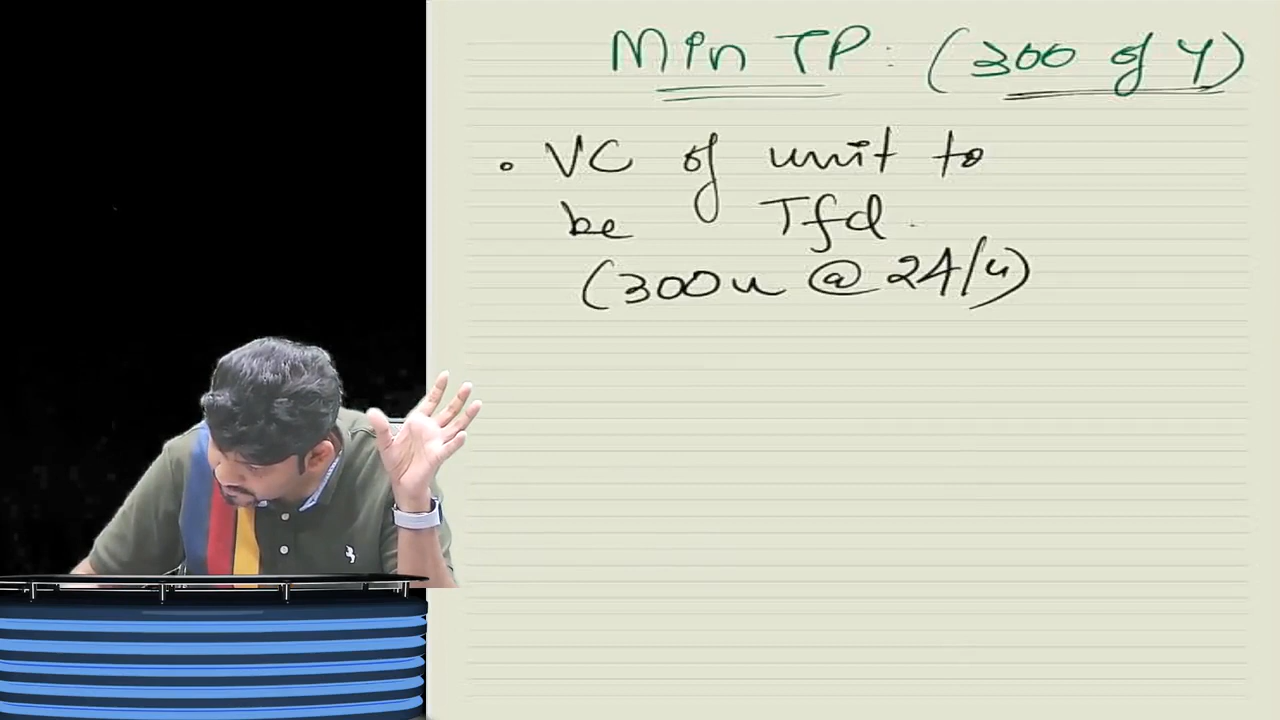 Min TP: (300 of Y)
• VC of unit to
be Tfd.
(300u @ 24/u)